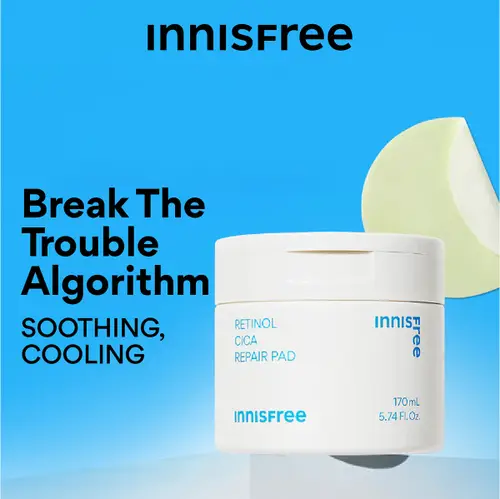 INNISFree
Break The
Trouble
Algorithm
SOOTHING,
COOLING
RETINOL
CICA
REPAIR PAD
INNISFree
170 mL
5.74 Fl. Oz.
INNISFree